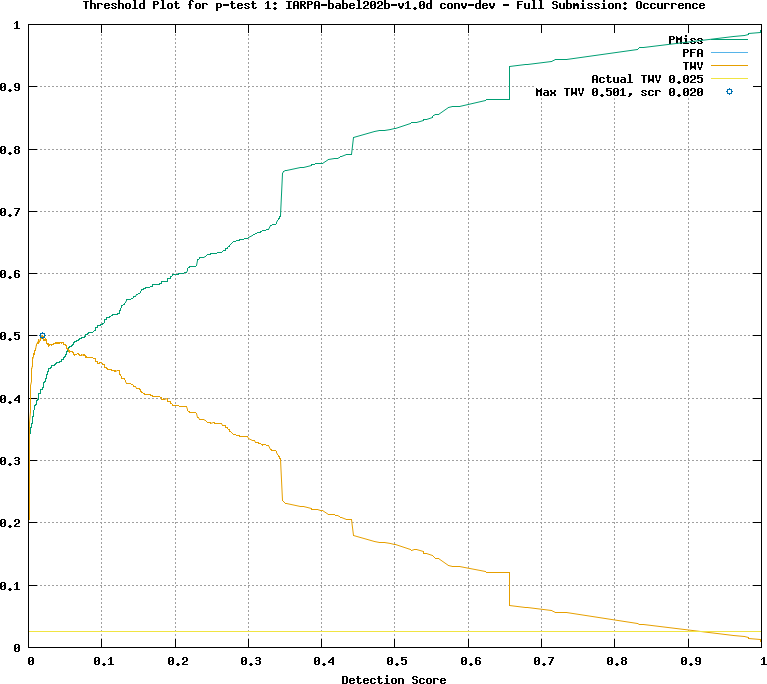 Threshold Plot for p-test 1: IARPA-babel202b-v1.0d conv-dev - Full Submission: Occurrence
PMiss
PFA
TWV
Actual TWV 0.025
Max TWV 0.501, scr 0.020
1
0.9
0.8
0.7
0.6
0.5
0.4
0.3
0.2
0.1
0
0 0.1 0.2 0.3 0.4 0.5 0.6 0.7 0.8 0.9 1
Detection Score